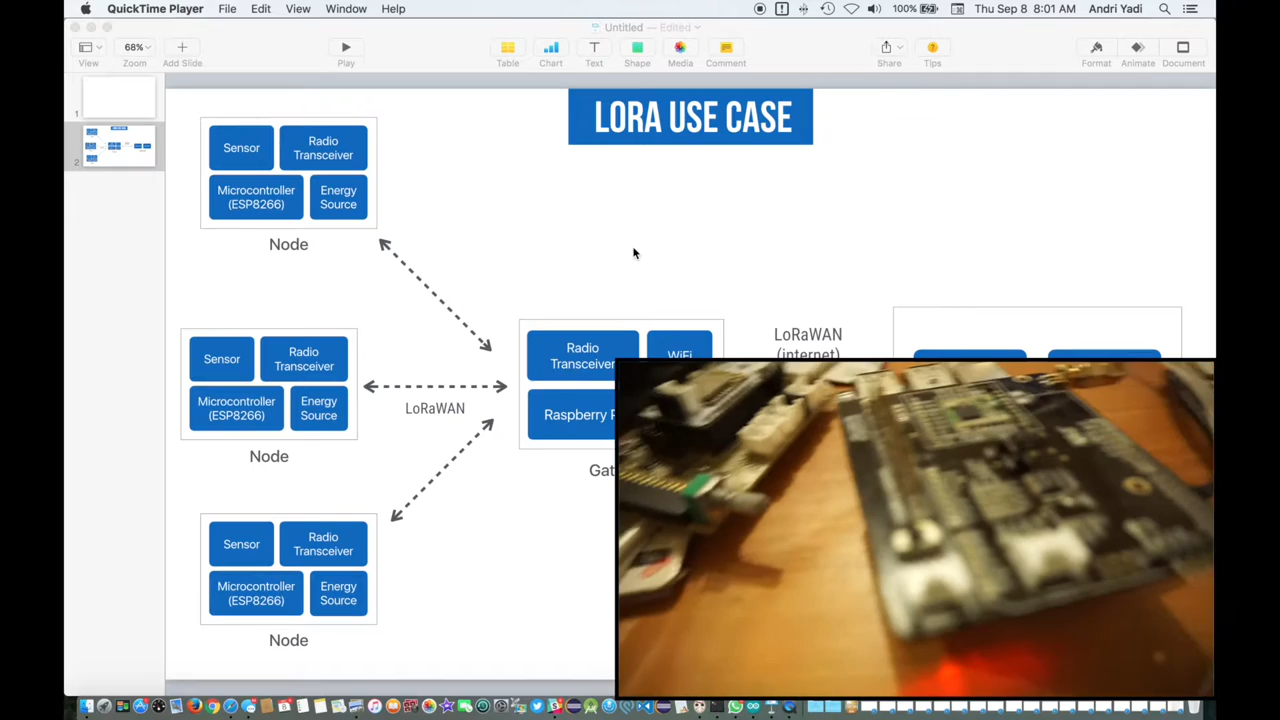 QuickTime Player File Edit View Window Help
100% Thu Sep 8 8:01 AM Andri Yadi
Untitled — Edited
68%
View Zoom Add Slide Play Table Chart Text Shape Media Comment Share Tips Format Animate Document
1
2
LORA USE CASE
Sensor
Radio
Transceiver
Microcontroller
(ESP8266)
Energy
Source
Node
Sensor
Radio
Transceiver
Microcontroller
(ESP8266)
Energy
Source
Node
LoRaWAN
Radio
Transceiver
WiFi
Raspberry P
Gat
LoRaWAN
(internet)
Sensor
Radio
Transceiver
Microcontroller
(ESP8266)
Energy
Source
Node